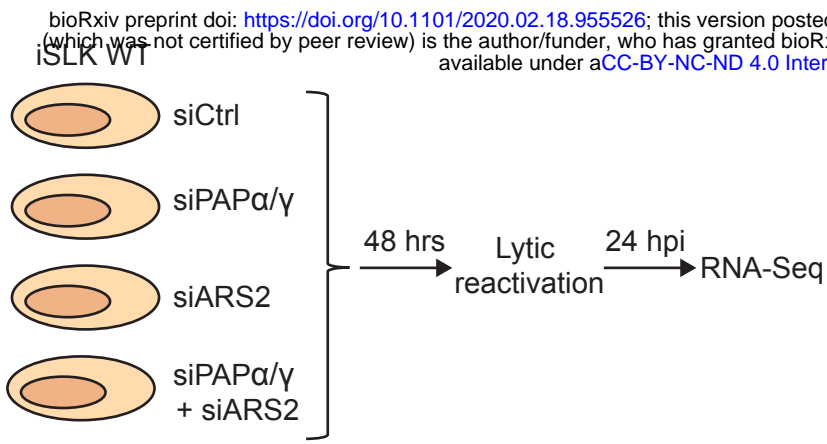 bioRxiv preprint doi: https://doi.org/10.1101/2020.02.18.955526; this version posted
(which was not certified by peer review) is the author/funder, who has granted bioRx
available under aCC-BY-NC-ND 4.0 Inter
iSLK WT
siCtrl
siPAPα/γ
siARS2
siPAPα/γ
+ siARS2
48 hrs
Lytic
reactivation
24 hpi
RNA-Seq